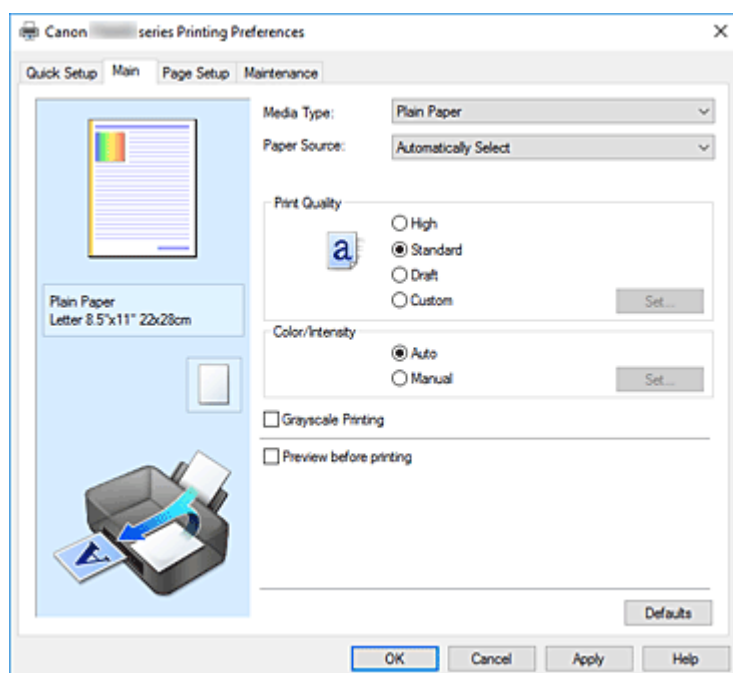 Canon series Printing Preferences
Quick Setup Main Page Setup Maintenance
Media Type: Plain Paper
Paper Source: Automatically Select
Print Quality
a
High
Standard
Draft
Custom Set...
Plain Paper
Letter 8.5"x11" 22x28cm
Color/Intensity
Auto
Manual Set...
Grayscale Printing
Preview before printing
A
Defaults
OK Cancel Apply Help